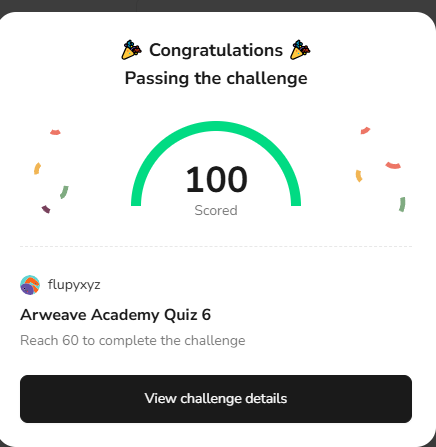 Congratulations
Passing the challenge
100
Scored
flupyxyz
Arweave Academy Quiz 6
Reach 60 to complete the challenge
View challenge details